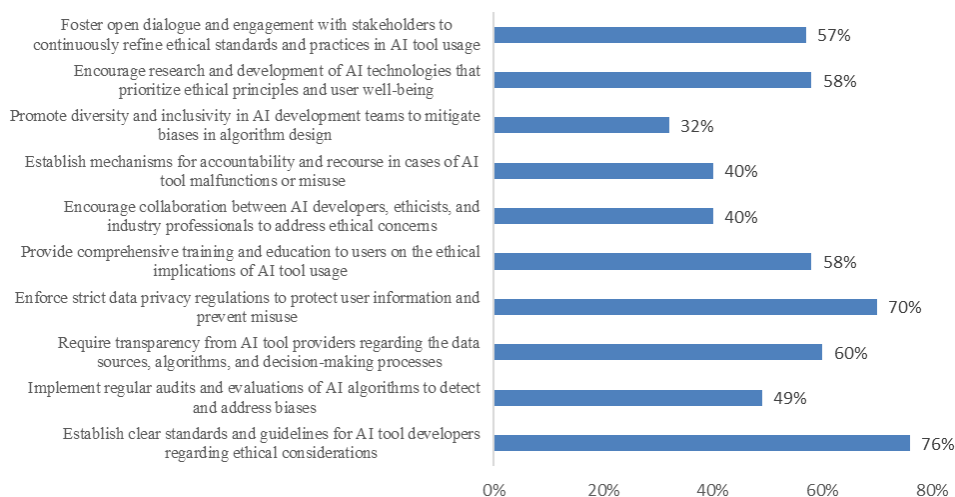 Foster open dialogue and engagement with stakeholders to
continuously refine ethical standards and practices in AI tool usage
57%
Encourage research and development of AI technologies that
prioritize ethical principles and user well-being
58%
Promote diversity and inclusivity in AI development teams to mitigate
biases in algorithm design
32%
Establish mechanisms for accountability and recourse in cases of AI
tool malfunctions or misuse
40%
Encourage collaboration between AI developers, ethicists, and
industry professionals to address ethical concerns
40%
Provide comprehensive training and education to users on the ethical
implications of AI tool usage
58%
Enforce strict data privacy regulations to protect user information and
prevent misuse
70%
Require transparency from AI tool providers regarding the data
sources, algorithms, and decision-making processes
60%
Implement regular audits and evaluations of AI algorithms to detect
and address biases
49%
Establish clear standards and guidelines for AI tool developers
regarding ethical considerations
76%
0% 20% 40% 60% 80%